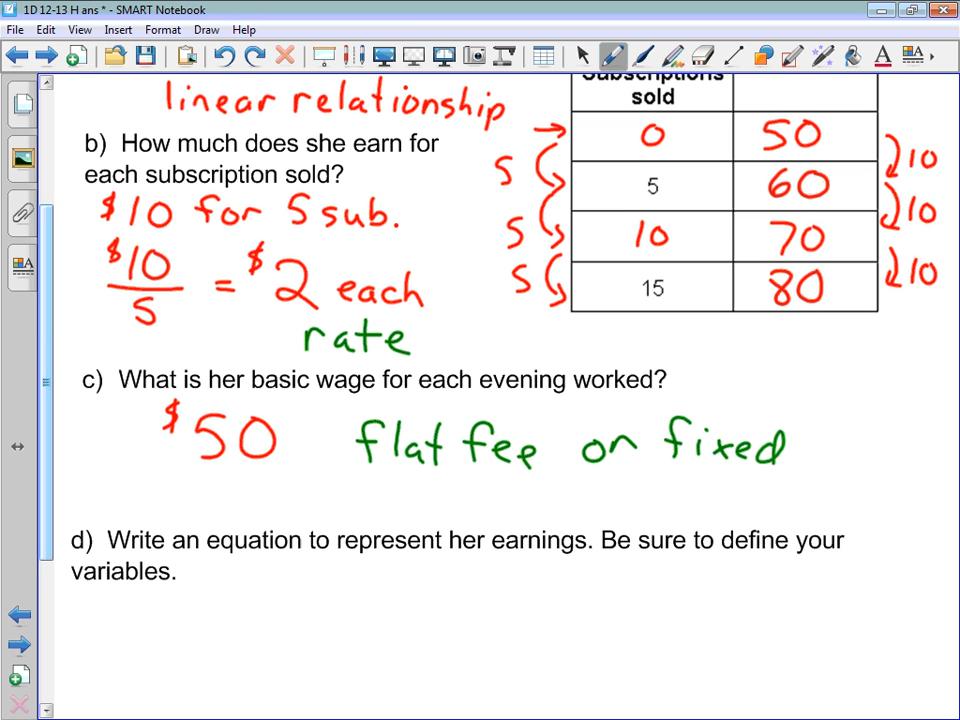 1D 12-13 H ans * - SMART Notebook
File Edit View Insert Format Draw Help
linear relationship
b) How much does she earn for
each subscription sold?
$10 for 5 sub.
$10 / 5 = $2 each
rate
Subscriptions
sold
0 50
5 60
10 70
15 80
5 10
5 10
5 10
c) What is her basic wage for each evening worked?
$50 flat fee or fixed
d) Write an equation to represent her earnings. Be sure to define your
variables.